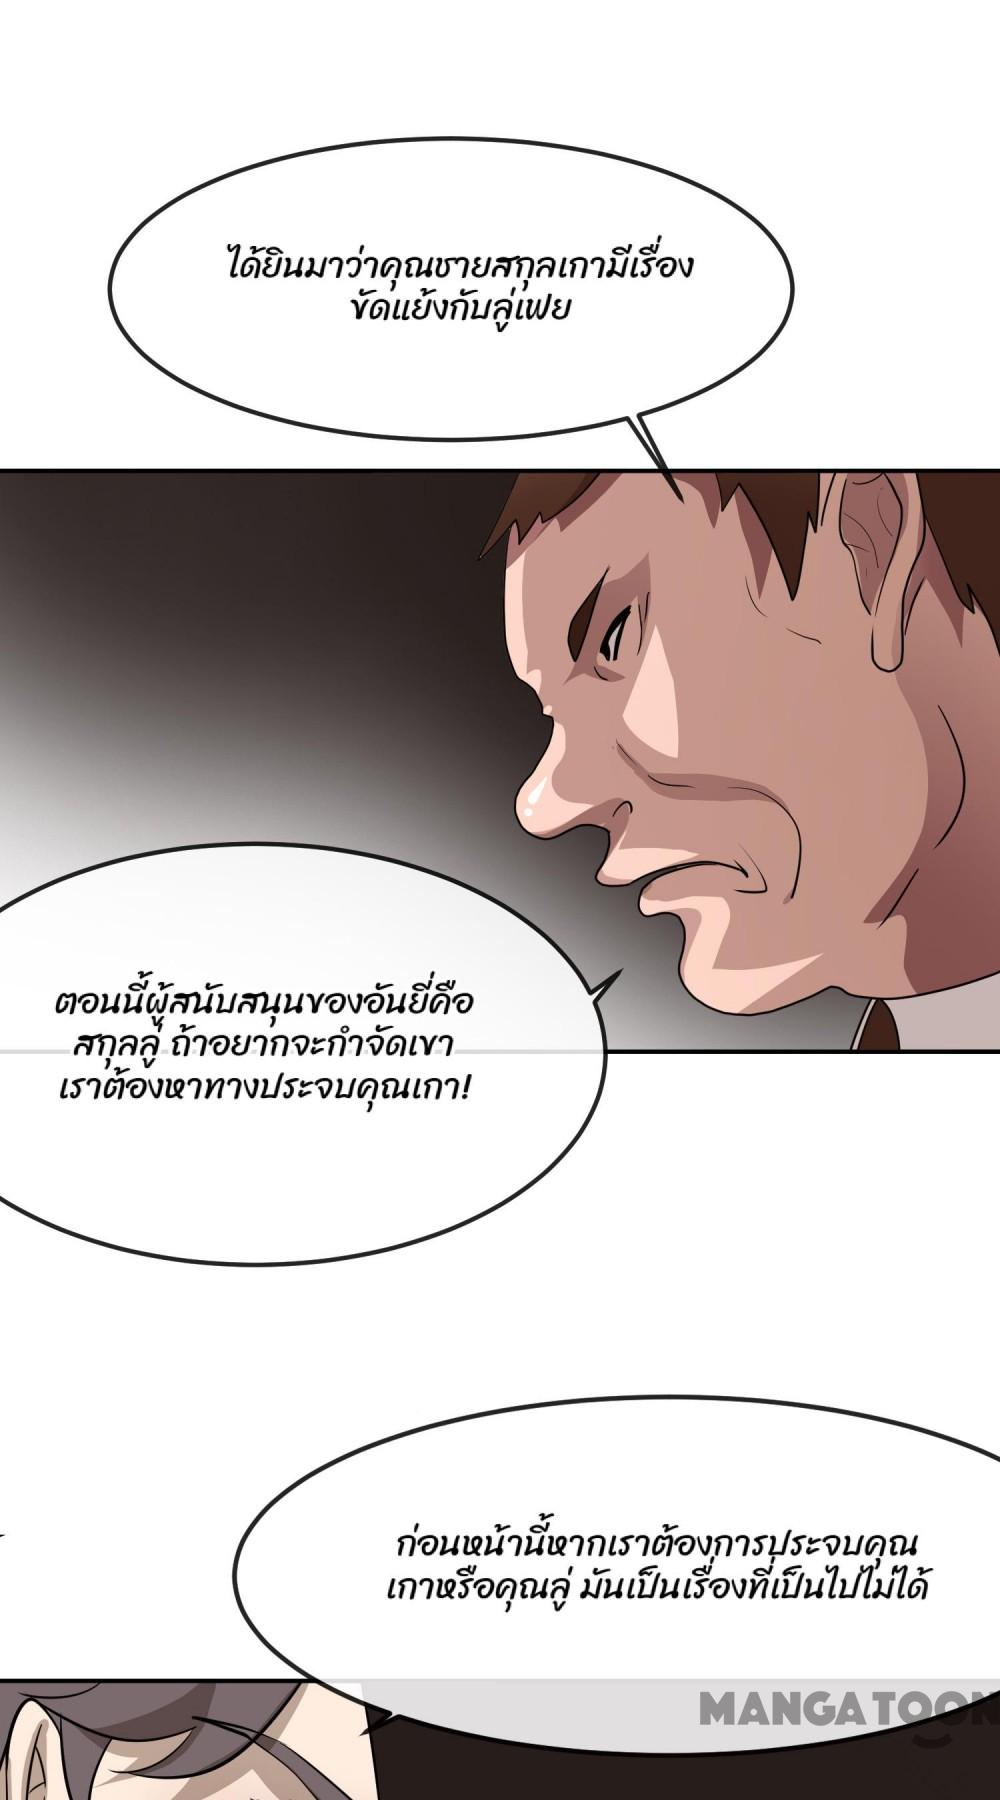 ได้ยินมาว่าคุณชายสกุลเกามีเรื่อง
ขัดแย้งกับลู่เฟย
ตอนนี้ผู้สนับสนุนของอันยี่คือ
สกุลลู่ ถ้าอยากจะกำจัดเขา
เราต้องหาทางประจบคุณเกา!
ก่อนหน้านี้หากเราต้องการประจบคุณ
เกาหรือคุณลู่ มันเป็นเรื่องที่เป็นไปไม่ได้
MANGATOON